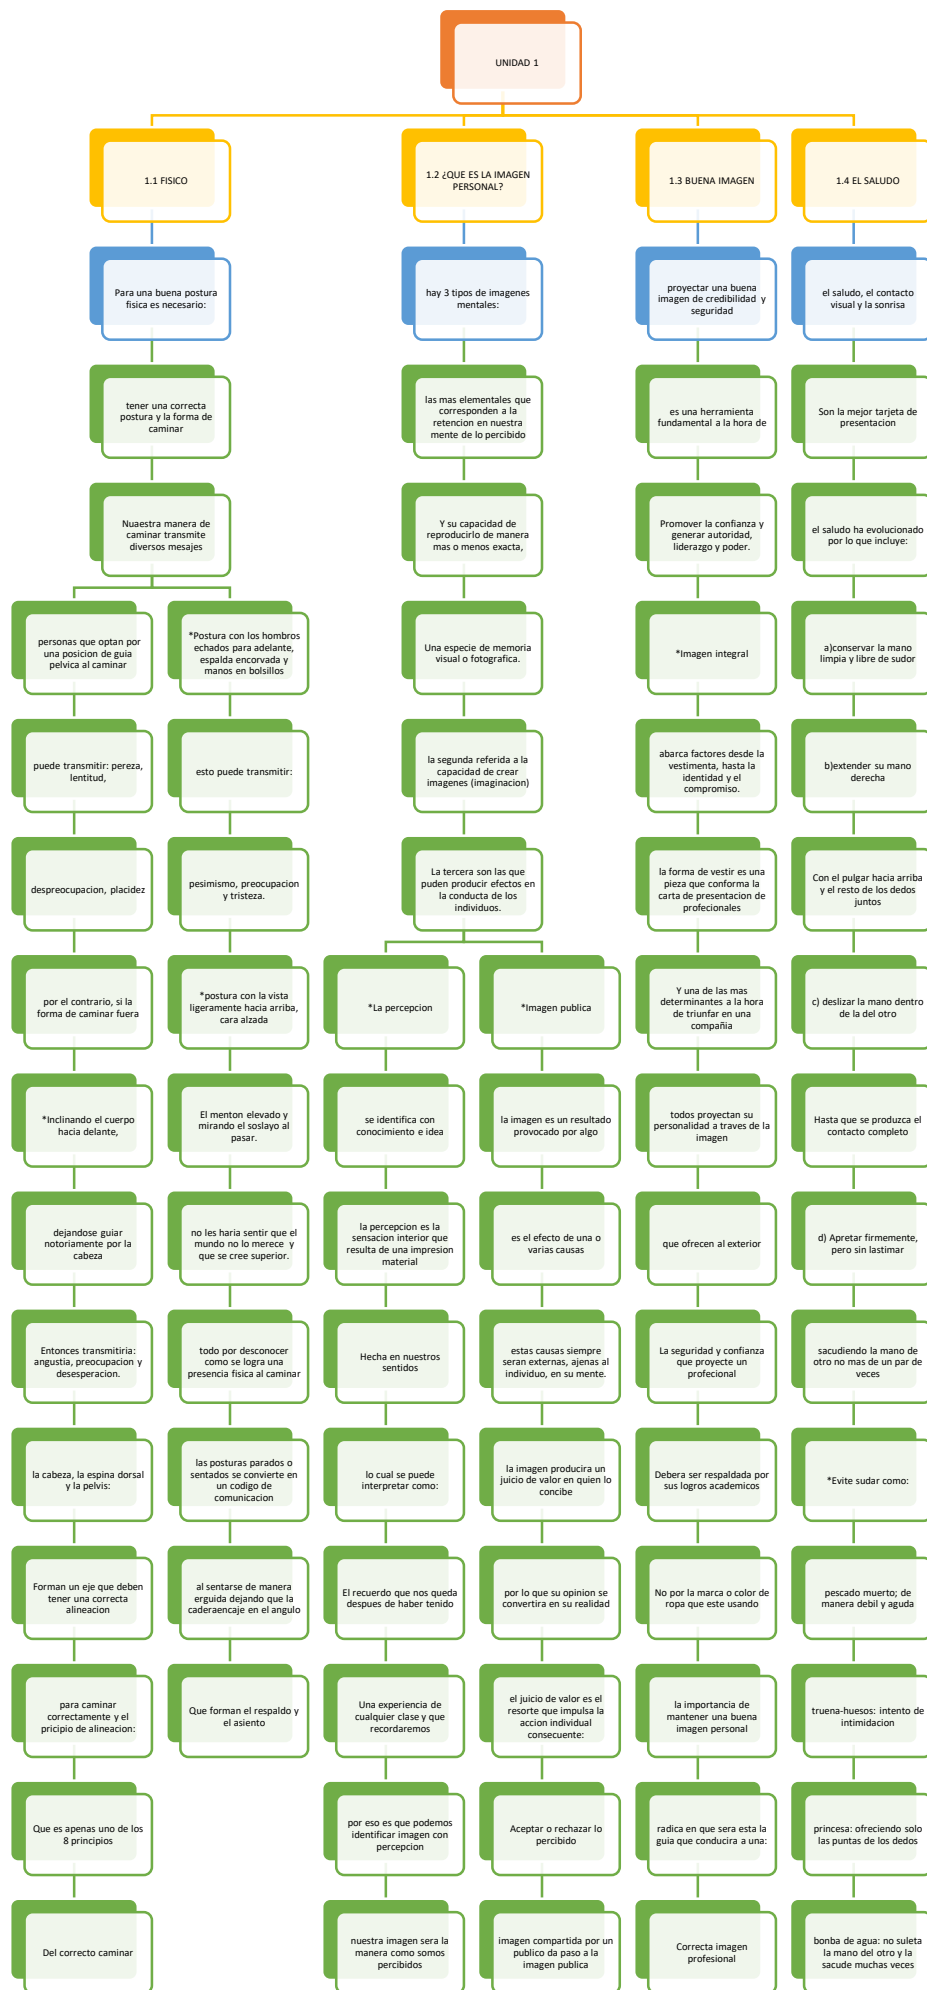 UNIDAD 1
1.1 FISICO
Para una buena postura
fisica es necesario:
tener una correcta
postura y la forma de
caminar
Nuaestra manera de
caminar transmite
diversos mesajes
personas que optan por
una posicion de guia
pelvica al caminar
puede transmitir: pereza,
lentitud,
despreocupacion, placidez
por el contrario, si la
forma de caminar fuera
*Inclinando el cuerpo
hacia delante,
dejandose guiar
notoriamente por la
cabeza
Entonces transmitiria:
angustia, preocupacion y
desesperacion.
la cabeza, la espina dorsal
y la pelvis:
Forman un eje que deben
tener una correcta
alineacion
para caminar
correctamente y el
pricipio de alineacion:
Que es apenas uno de los
8 principios
Del correcto caminar
*Postura con los hombros
echados para adelante,
espalda encorvada y
manos en bolsillos
esto puede transmitir:
pesimismo, preocupacion
y tristeza.
*postura con la vista
ligeramente hacia arriba,
cara alzada
El menton elevado y
mirando el soslayo al
pasar.
no les haria sentir que el
mundo no lo merece y
que se cree superior.
todo por desconocer
como se logra una
presencia fisica al caminar
las posturas parados o
sentados se convierte en
un codigo de
comunicacion
al sentarse de manera
erguida dejando que la
caderaencaje en el angulo
Que forman el respaldo y
el asiento
1.2 ¿QUE ES LA IMAGEN
PERSONAL?
hay 3 tipos de imagenes
mentales:
las mas elementales que
corresponden a la
retencion en nuestra
mente de lo percibido
Y su capacidad de
reproducirlo de manera
mas o menos exacta,
Una especie de memoria
visual o fotografica.
la segunda referida a la
capacidad de crear
imagenes (imaginacion)
La tercera son las que
puden producir efectos en
la conducta de los
individuos.
*La percepcion
se identifica con
conocimiento e idea
la percepcion es la
sensacion interior que
resulta de una impresion
material
Hecha en nuestros
sentidos
lo cual se puede
interpretar como:
El recuerdo que nos queda
despues de haber tenido
Una experiencia de
cualquier clase y que
recordaremos
por eso es que podemos
identificar imagen con
percepcion
nuestra imagen sera la
manera como somos
percibidos
*Imagen publica
la imagen es un resultado
provocado por algo
es el efecto de una o
varias causas
estas causas siempre
seran externas, ajenas al
individuo, en su mente.
la imagen producira un
juicio de valor en quien lo
concibe
por lo que su opinion se
convertira en su realidad
el juicio de valor es el
resorte que impulsa la
accion individual
consecuente:
Aceptar o rechazar lo
percibido
imagen compartida por un
publico da paso a la
imagen publica
1.3 BUENA IMAGEN
proyectar una buena
imagen de credibilidad y
seguridad
es una herramienta
fundamental a la hora de
Promover la confianza y
generar autoridad,
liderazgo y poder.
*Imagen integral
abarca factores desde la
vestimenta, hasta la
identidad y el
compromiso.
la forma de vestir es una
pieza que conforma la
carta de presentacion de
profecionales
Y una de las mas
determinantes a la hora
de triunfar en una
compañia
todos proyectan su
personalidad a traves de la
imagen
que ofrecen al exterior
La seguridad y confianza
que proyecte un
profecional
Debera ser respaldada por
sus logros academicos
No por la marca o color de
ropa que este usando
la importancia de
mantener una buena
imagen personal
radica en que sera esta la
guia que conducira a una:
Correcta imagen
profesional
1.4 EL SALUDO
el saludo, el contacto
visual y la sonrisa
Son la mejor tarjeta de
presentacion
el saludo ha evolucionado
por lo que incluye:
a)conservar la mano
limpia y libre de sudor
b)extender su mano
derecha
Con el pulgar hacia arriba
y el resto de los dedos
juntos
c) deslizar la mano dentro
de la del otro
Hasta que se produzca el
contacto completo
d) Apretar firmemente,
pero sin lastimar
sacudiendo la mano de
otro no mas de un par de
veces
*Evite sudar como:
pescado muerto; de
manera debil y aguda
truena-huesos: intento de
intimidacion
princesa: ofreciendo solo
las puntas de los dedos
bonba de agua: no suleta
la mano del otro y la
sacude muchas veces